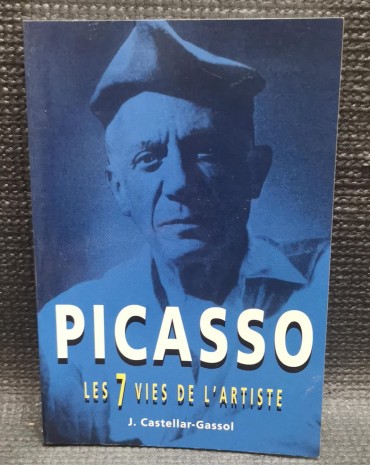 PICASSO
LES 7 VIES DE L'ARTISTE
J. Castellar-Gassol